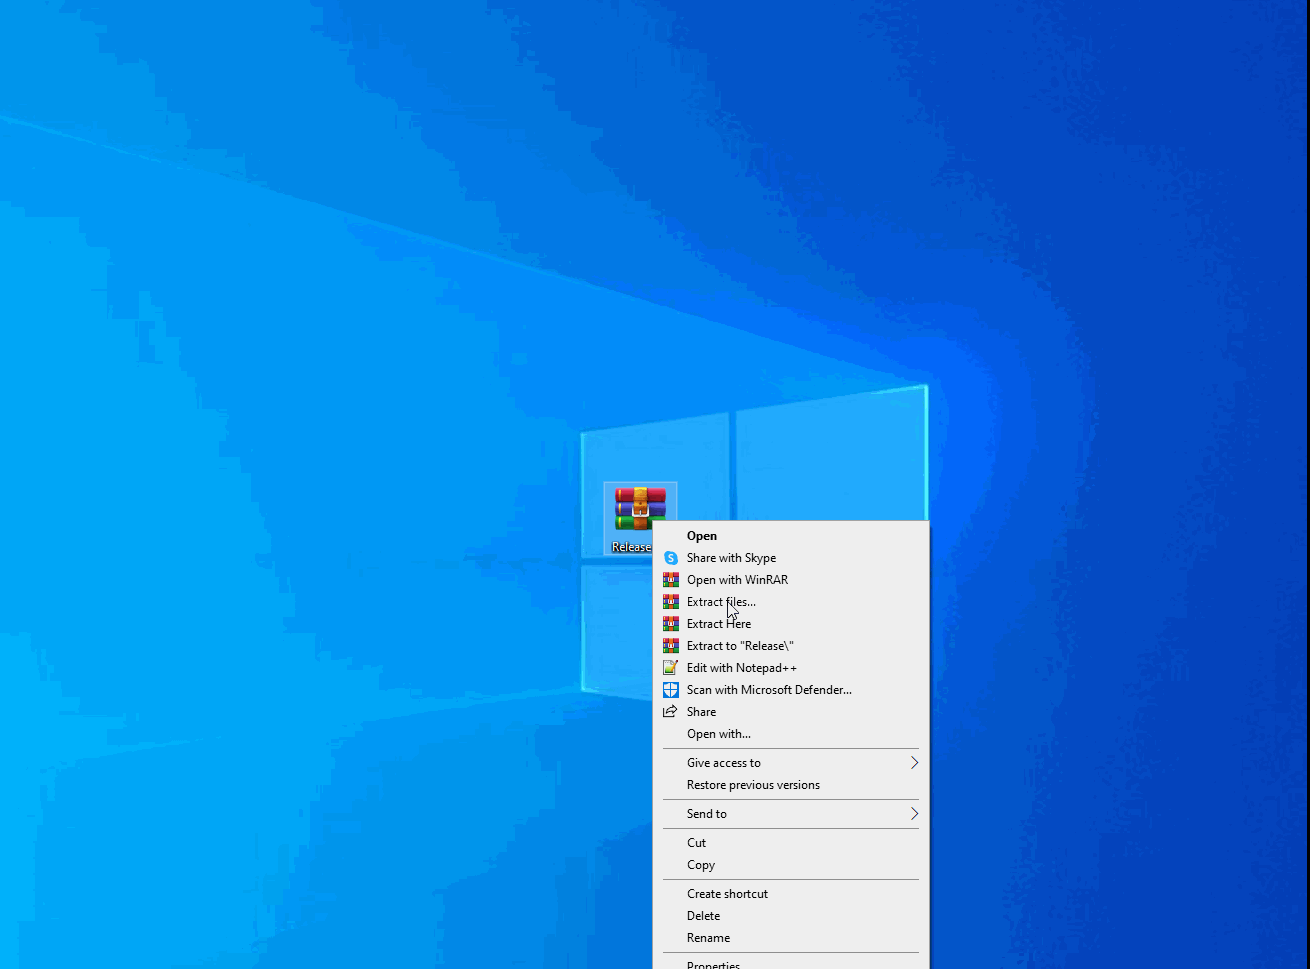 Release
Open
Share with Skype
Open with WinRAR
Extract files...
Extract Here
Extract to "Release\"
Edit with Notepad++
Scan with Microsoft Defender...
Share
Open with...
Give access to
Restore previous versions
Send to
Cut
Copy
Create shortcut
Delete
Rename
Properties